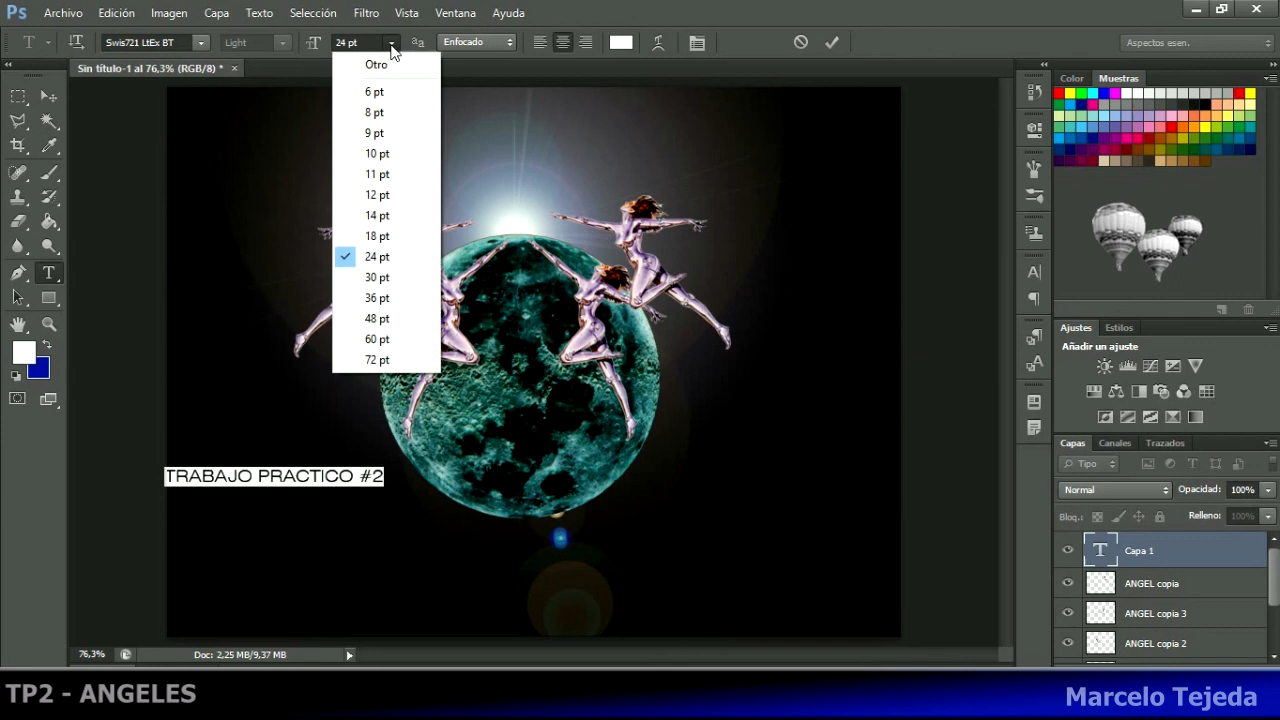 Ps Archivo Edición Imagen Capa Texto Selección Filtro Vista Ventana Ayuda
T Swis721 LtEx BT Light 24 pt aa Enfocado Aspectos esen.
Sin título-1 al 76,3% (RGB/8) * ×
Otro
6 pt
8 pt
9 pt
10 pt
11 pt
12 pt
14 pt
18 pt
24 pt
30 pt
36 pt
48 pt
60 pt
72 pt
TRABAJO PRACTICO #2
76,3% Doc: 2,25 MB/9,37 MB
Color Muestras
Ajustes Estilos
Añadir un ajuste
Capas Canales Trazados
Tipo
Normal Opacidad: 100%
Bloq.: Relleno: 100%
T Capa 1
ANGEL copia
ANGEL copia 3
ANGEL copia 2
TP2 - ANGELES Marcelo Tejeda